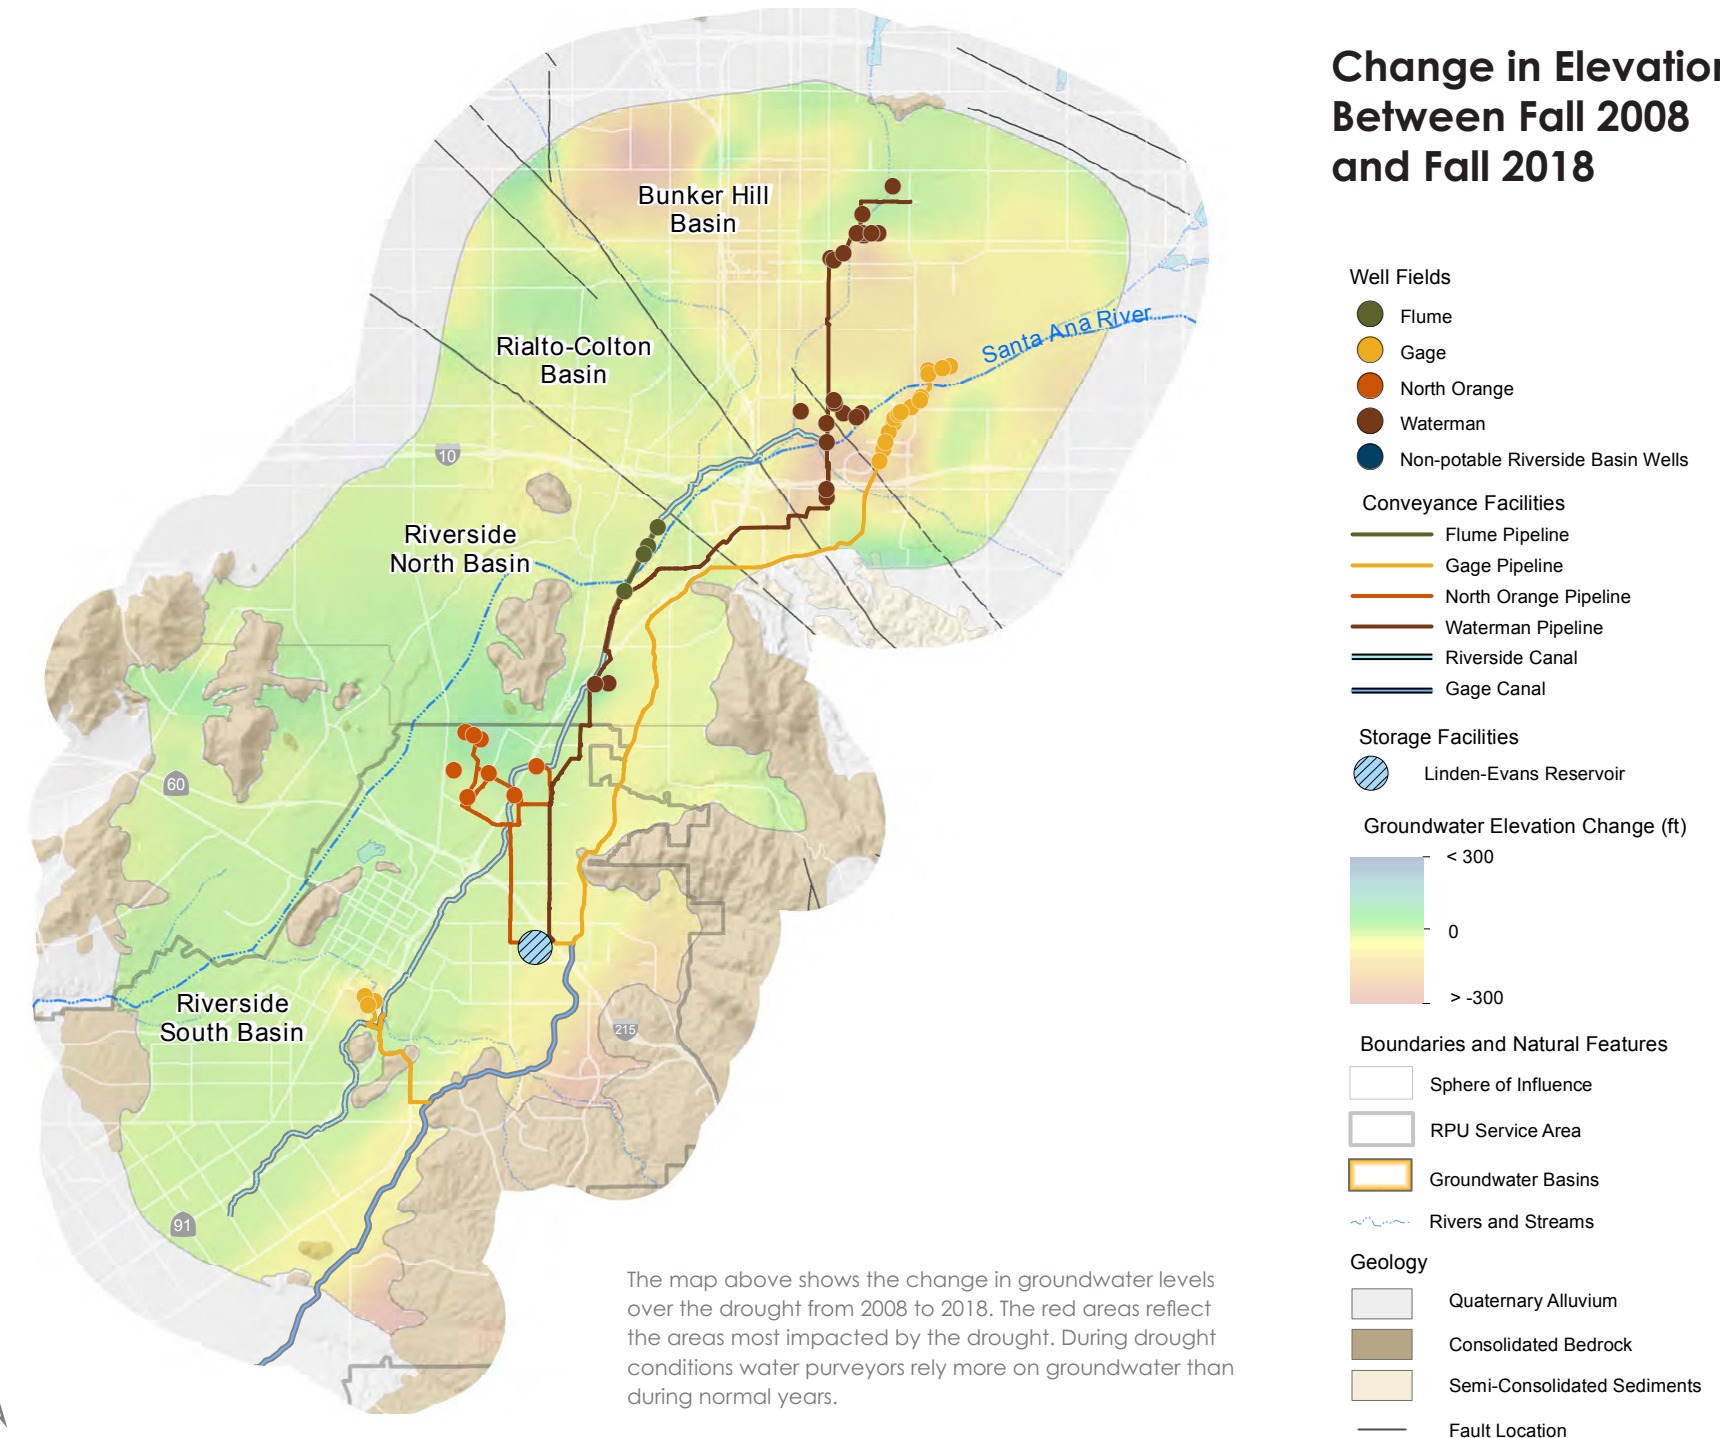 Change in Elevation
Between Fall 2008
and Fall 2018
Bunker Hill
Basin
Rialto-Colton
Basin
Santa Ana River
10
Riverside
North Basin
60
Riverside
South Basin
215
91
Well Fields
Flume
Gage
North Orange
Waterman
Non-potable Riverside Basin Wells
Conveyance Facilities
Flume Pipeline
Gage Pipeline
North Orange Pipeline
Waterman Pipeline
Riverside Canal
Gage Canal
Storage Facilities
Linden-Evans Reservoir
Groundwater Elevation Change (ft)
< 300
0
> -300
Boundaries and Natural Features
Sphere of Influence
RPU Service Area
Groundwater Basins
Rivers and Streams
Geology
Quaternary Alluvium
Consolidated Bedrock
Semi-Consolidated Sediments
Fault Location
The map above shows the change in groundwater levels
over the drought from 2008 to 2018. The red areas reflect
the areas most impacted by the drought. During drought
conditions water purveyors rely more on groundwater than
during normal years.